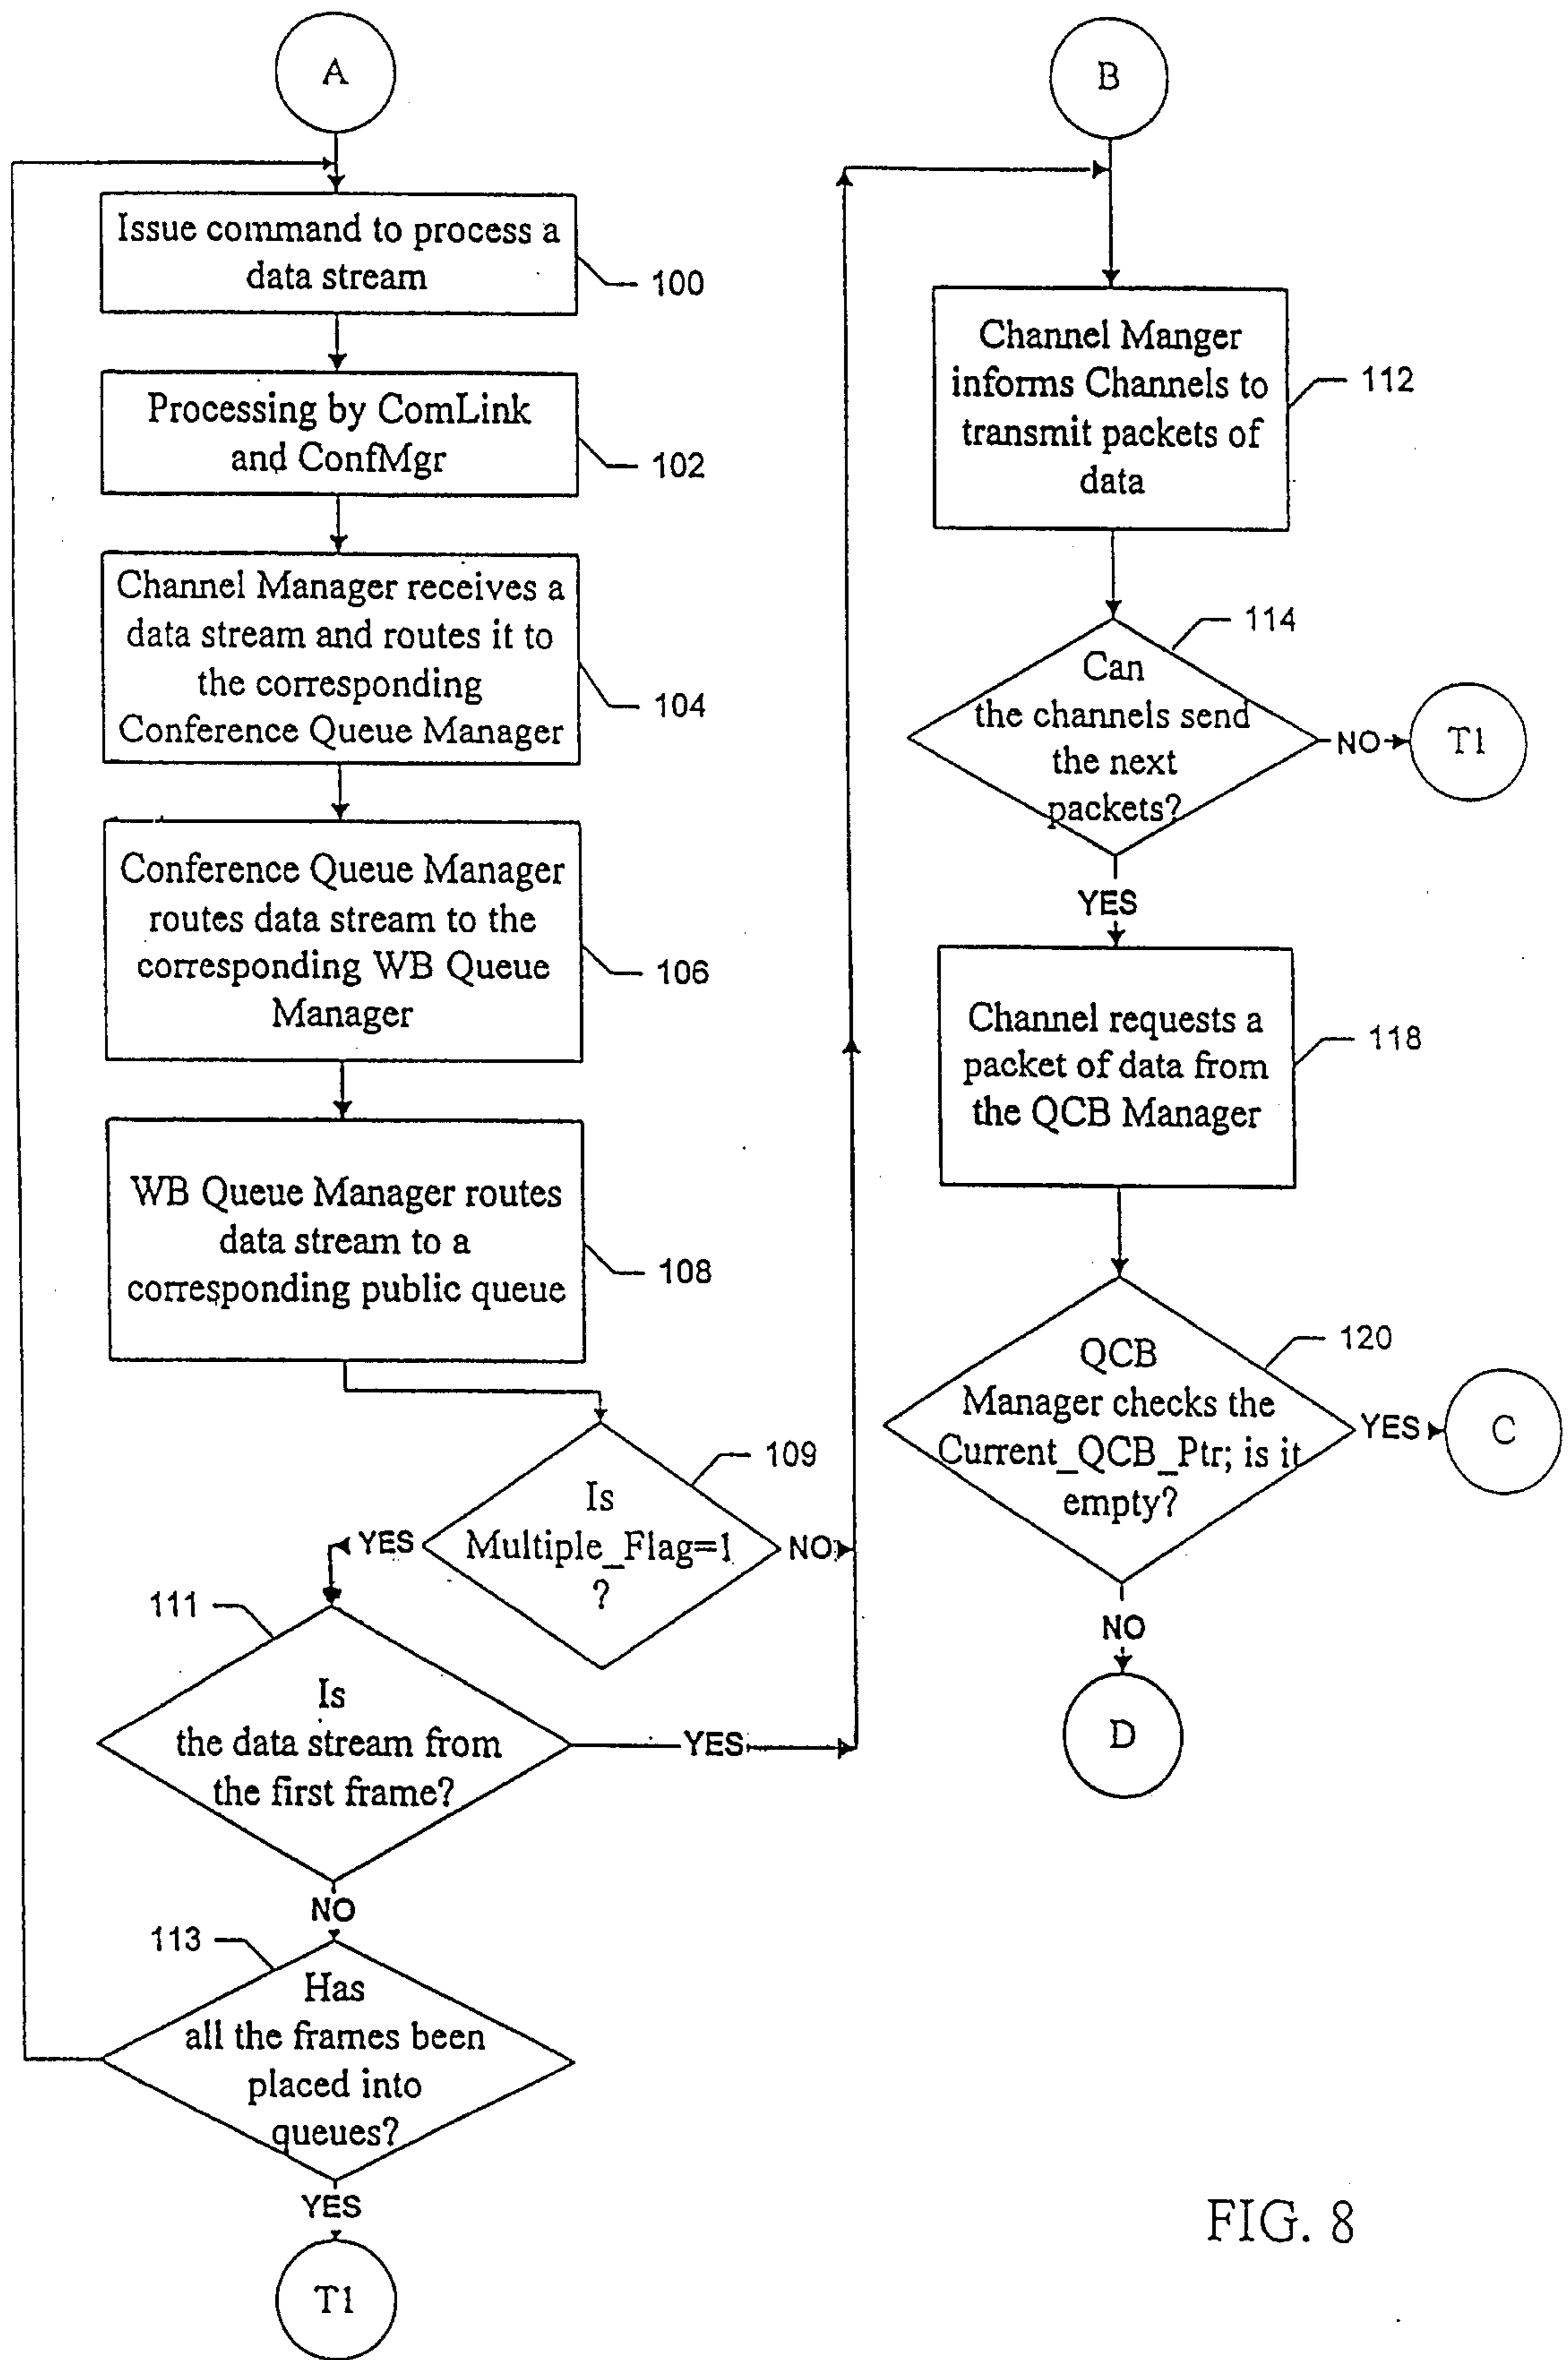 A
Issue command to process a
data stream
100
Processing by ComLink
and ConfMgr
102
Channel Manager receives a
data stream and routes it to
the corresponding
Conference Queue Manager
104
Conference Queue Manager
routes data stream to the
corresponding WB Queue
Manager
106
WB Queue Manager routes
data stream to a
corresponding public queue
108
109
Is
Multiple_Flag=1
?
YES
NO
111
Is
the data stream from
the first frame?
YES
NO
113
Has
all the frames been
placed into
queues?
YES
T1
B
Channel Manger
informs Channels to
transmit packets of
data
112
114
Can
the channels send
the next
packets?
NO
T1
YES
Channel requests a
packet of data from
the QCB Manager
118
120
QCB
Manager checks the
Current_QCB_Ptr; is it
empty?
YES
C
NO
D
FIG. 8